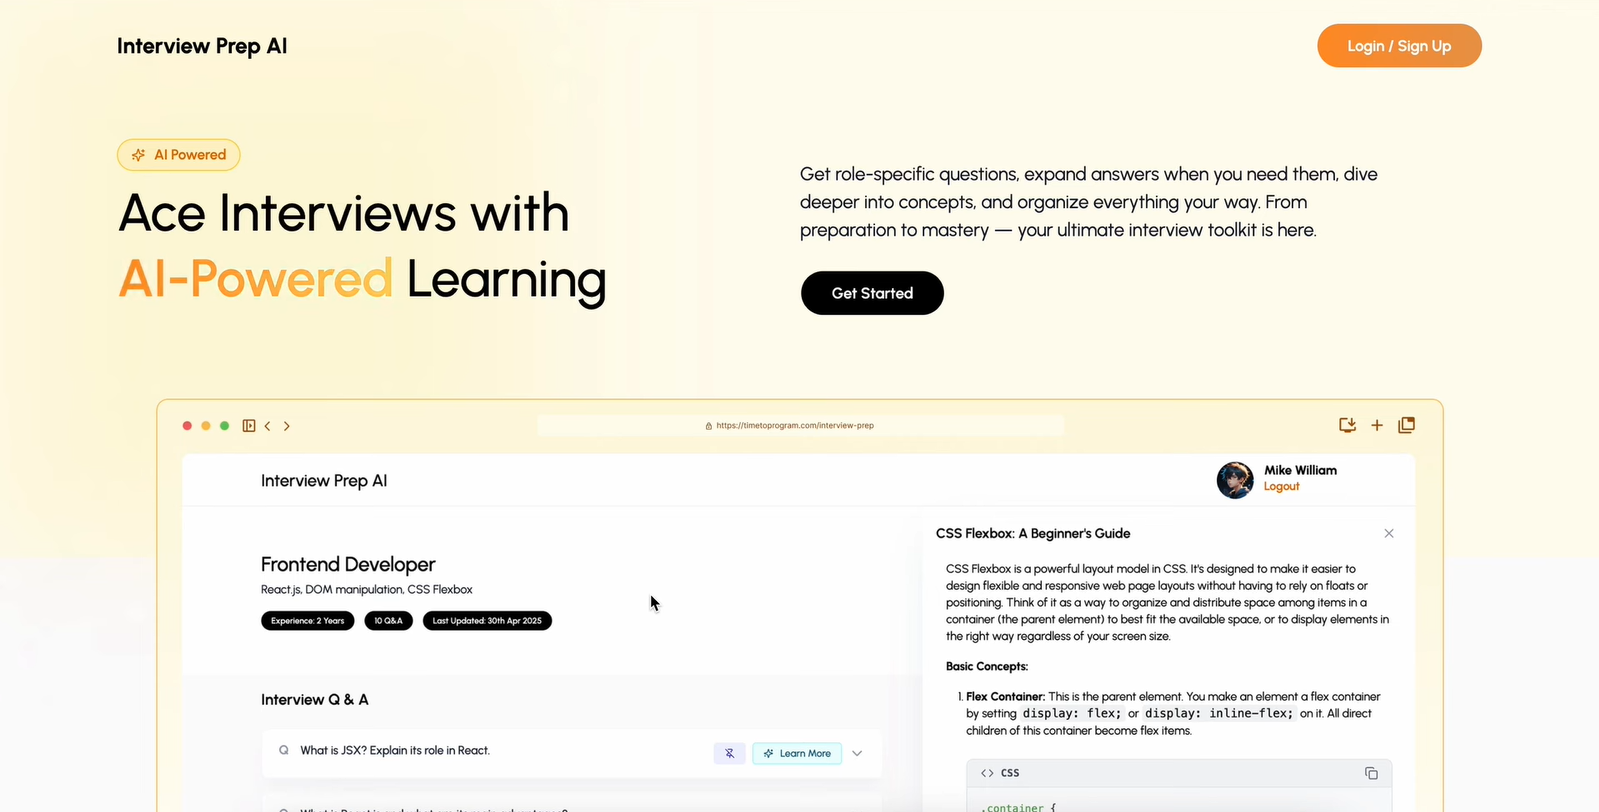 Interview Prep AI
Login / Sign Up
AI Powered
Ace Interviews with
AI-Powered Learning
Get role-specific questions, expand answers when you need them, dive
deeper into concepts, and organize everything your way. From
preparation to mastery — your ultimate interview toolkit is here.
Get Started
https://timetoprogram.com/interview-prep
Interview Prep AI
Mike William
Logout
Frontend Developer
React.js, DOM manipulation, CSS Flexbox
Experience: 2 Years
10 Q&A
Last Updated: 30th Apr 2025
Interview Q & A
Q What is JSX? Explain its role in React.
Learn More
CSS Flexbox: A Beginner's Guide
CSS Flexbox is a powerful layout model in CSS. It's designed to make it easier to
design flexible and responsive web page layouts without having to rely on floats or
positioning. Think of it as a way to organize and distribute space among items in a
container (the parent element) to best fit the available space, or to display elements in
the right way regardless of your screen size.
Basic Concepts:
1. Flex Container: This is the parent element. You make an element a flex container
by setting display: flex; or display: inline-flex; on it. All direct
children of this container become flex items.
<> CSS
.container {